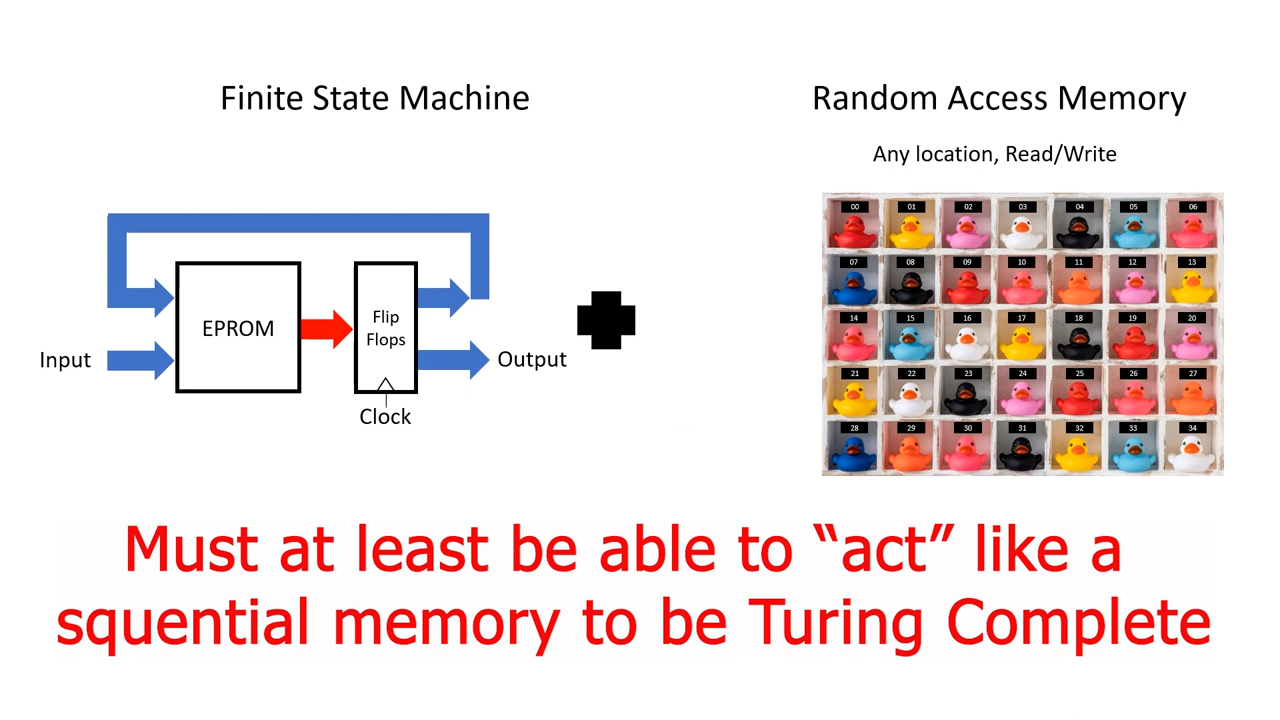 Finite State Machine
Random Access Memory
Any location, Read/Write
EPROM
Flip
Flops
Input
Output
Clock
00 01 02 03 04 05 06
07 08 09 10 11 12 13
14 15 16 17 18 19 20
21 22 23 24 25 26 27
28 29 30 31 32 33 34
Must at least be able to “act” like a
squential memory to be Turing Complete